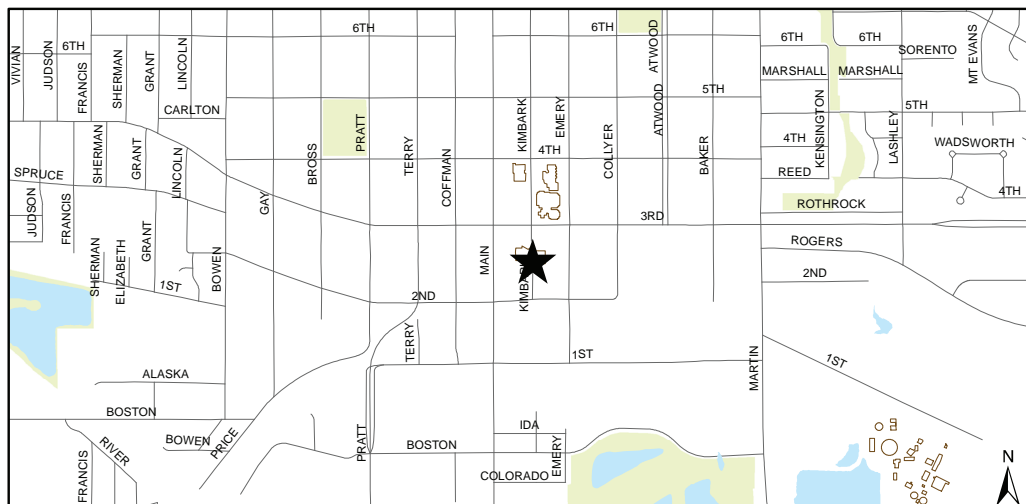 6TH
6TH
6TH
6TH
6TH
VIVIAN
JUDSON
FRANCIS
SHERMAN
GRANT
LINCOLN
ATWOOD
SORENTO
MT EVANS
MARSHALL
MARSHALL
CARLTON
5TH
5TH
KIMBARK
EMERY
ATWOOD
KENSINGTON
LASHLEY
4TH
4TH
WADSWORTH
SHERMAN
GRANT
LINCOLN
BROSS
PRATT
TERRY
COFFMAN
COLLYER
BAKER
SPRUCE
REED
4TH
JUDSON
FRANCIS
GAY
3RD
ROTHROCK
SHERMAN
ELIZABETH
GRANT
1ST
BOWEN
MAIN
KIMBARK
ROGERS
2ND
2ND
TERRY
1ST
MARTIN
1ST
ALASKA
BOSTON
RIVER
BOWEN
PRICE
PRATT
BOSTON
IDA
EMERY
COLORADO
FRANCIS
N